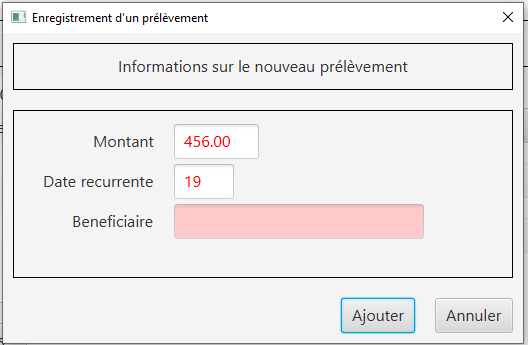 Enregistrement d'un prélèvement
Informations sur le nouveau prélèvement
Montant 456.00
Date recurrente 19
Beneficiaire
Ajouter Annuler